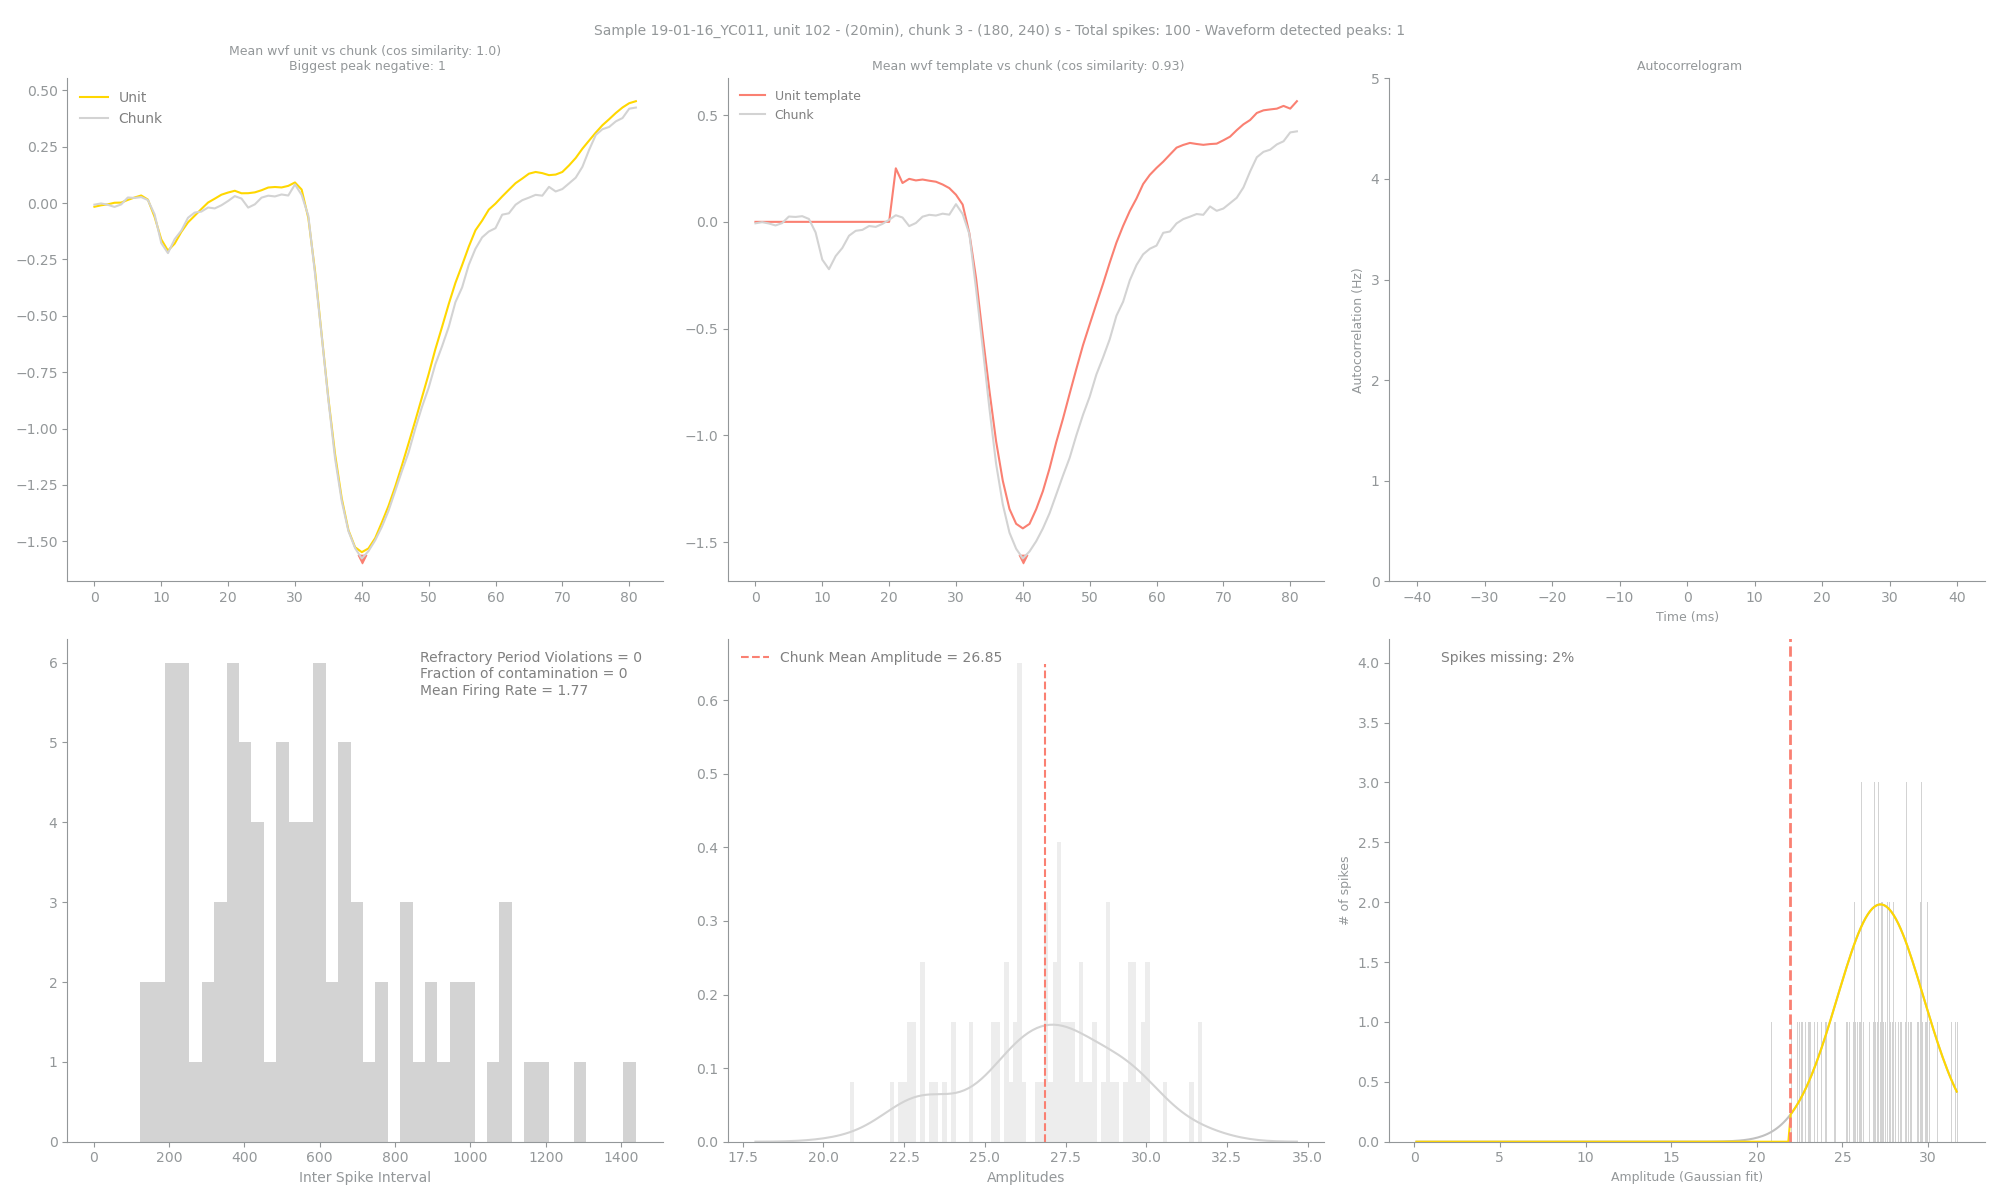 Sample 19-01-16_YC011, unit 102 - (20min), chunk 3 - (180, 240) s - Total spikes: 100 - Waveform detected peaks: 1
Mean wvf unit vs chunk (cos similarity: 1.0)
Biggest peak negative: 1
Unit
Chunk
0.50
0.25
0.00
−0.25
−0.50
−0.75
−1.00
−1.25
−1.50
0 10 20 30 40 50 60 70 80
Mean wvf template vs chunk (cos similarity: 0.93)
Unit template
Chunk
0.5
0.0
−0.5
−1.0
−1.5
0 10 20 30 40 50 60 70 80
Autocorrelogram
Autocorrelation (Hz)
5
4
3
2
1
0
−40 −30 −20 −10 0 10 20 30 40
Time (ms)
Refractory Period Violations = 0
Fraction of contamination = 0
Mean Firing Rate = 1.77
6
5
4
3
2
1
0
0 200 400 600 800 1000 1200 1400
Inter Spike Interval
Chunk Mean Amplitude = 26.85
0.6
0.5
0.4
0.3
0.2
0.1
0.0
17.5 20.0 22.5 25.0 27.5 30.0 32.5 35.0
Amplitudes
Spikes missing: 2%
# of spikes
4.0
3.5
3.0
2.5
2.0
1.5
1.0
0.5
0.0
0 5 10 15 20 25 30
Amplitude (Gaussian fit)